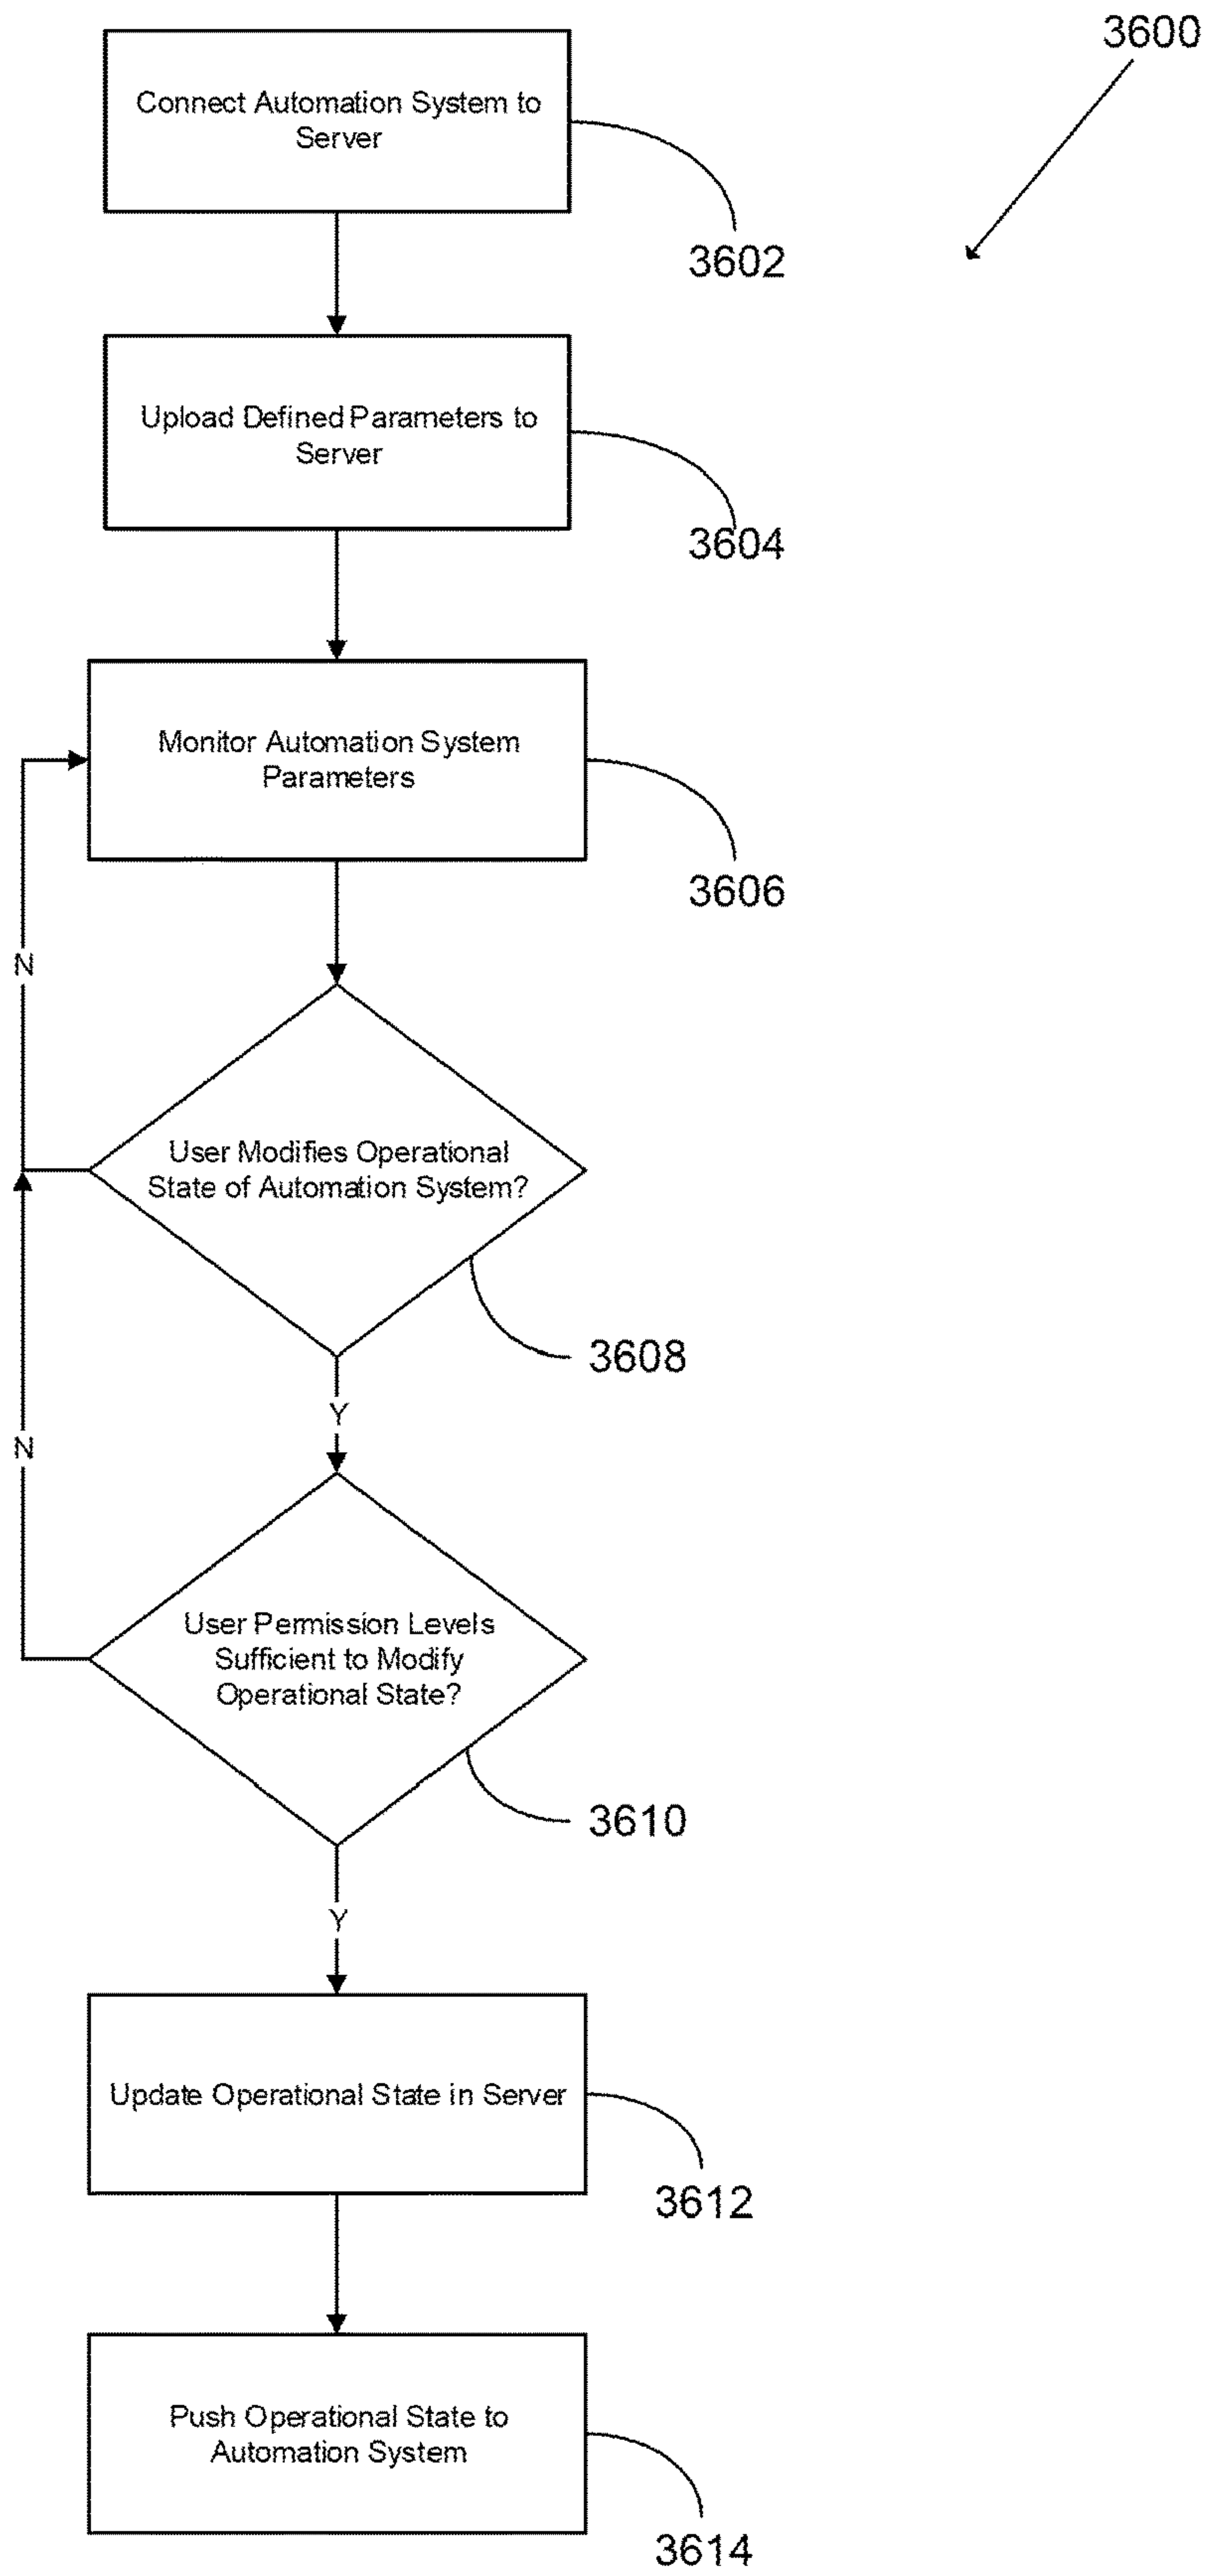 3600
Connect Automation System to
Server
3602
Upload Defined Parameters to
Server
3604
Monitor Automation System
Parameters
3606
N
User Modifies Operational
State of Automation System?
3608
Y
N
User Permission Levels
Sufficient to Modify
Operational State?
3610
Y
Update Operational State in Server
3612
Push Operational State to
Automation System
3614